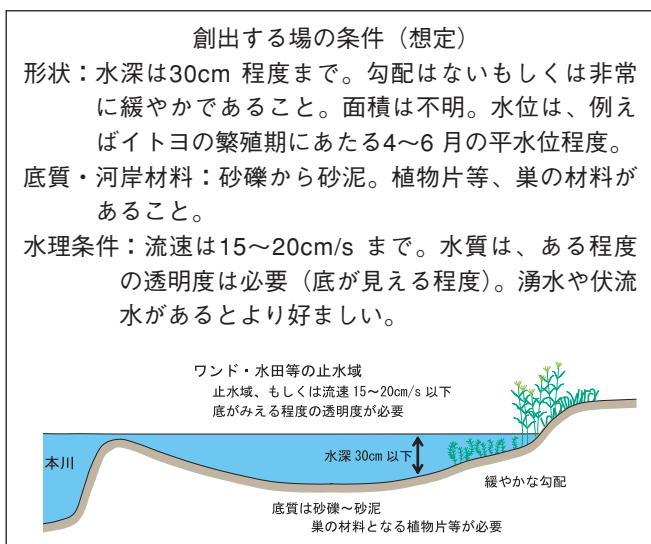 創出する場の条件（想定）
形状：水深は30cm 程度まで。勾配はないもしくは非常
に緩やかであること。面積は不明。水位は、例え
ばイトヨの繁殖期にあたる4〜6 月の平水位程度。
底質・河岸材料：砂礫から砂泥。植物片等、巣の材料が
あること。
水理条件：流速は15〜20cm/s まで。水質は、ある程度
の透明度は必要（底が見える程度）。湧水や伏流
水があるとより好ましい。
ワンド・水田等の止水域
止水域、もしくは流速 15〜20cm/s 以下
底がみえる程度の透明度が必要
本川
水深 30cm 以下
緩やかな勾配
底質は砂礫〜砂泥
巣の材料となる植物片等が必要